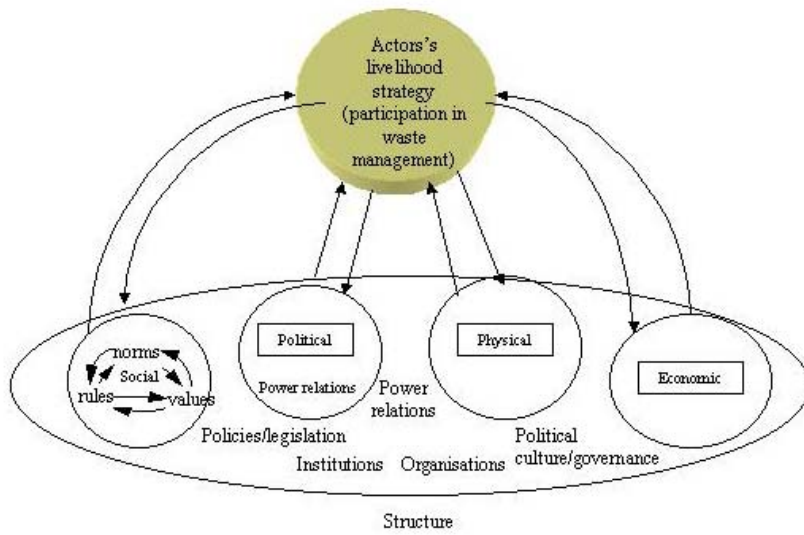 Actors's
livelihood
strategy
(participation in
waste
management)
norms
Social
rules
values
Political
Power relations
Physical
Economic
Power
relations
Policies/legislation
Institutions
Organisations
Political
culture/governance
Structure